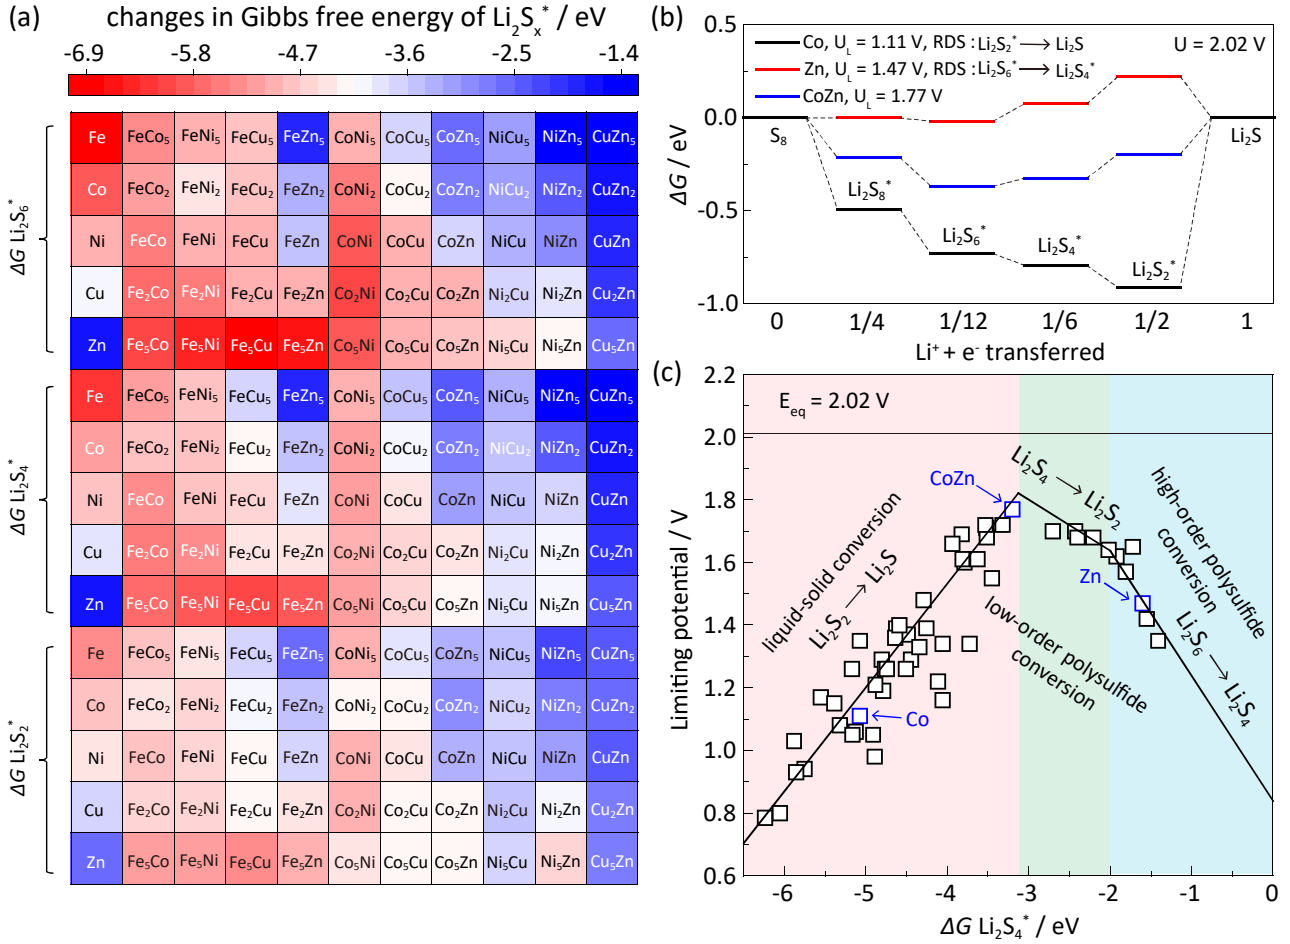 (a) changes in Gibbs free energy of Li₂Sₓ* / eV
-6.9 -5.8 -4.7 -3.6 -2.5 -1.4
ΔG Li₂S₆*
Fe FeCo₅ FeNi₅ FeCu₅ FeZn₅ CoNi₅ CoCu₅ CoZn₅ NiCu₅ NiZn₅ CuZn₅
Co FeCo₂ FeNi₂ FeCu₂ FeZn₂ CoNi₂ CoCu₂ CoZn₂ NiCu₂ NiZn₂ CuZn₂
Ni FeCo FeNi FeCu FeZn CoNi CoCu CoZn NiCu NiZn CuZn
Cu Fe₂Co Fe₂Ni Fe₂Cu Fe₂Zn Co₂Ni Co₂Cu Co₂Zn Ni₂Cu Ni₂Zn Cu₂Zn
Zn Fe₅Co Fe₅Ni Fe₅Cu Fe₅Zn Co₅Ni Co₅Cu Co₅Zn Ni₅Cu Ni₅Zn Cu₅Zn
ΔG Li₂S₄*
Fe FeCo₅ FeNi₅ FeCu₅ FeZn₅ CoNi₅ CoCu₅ CoZn₅ NiCu₅ NiZn₅ CuZn₅
Co FeCo₂ FeNi₂ FeCu₂ FeZn₂ CoNi₂ CoCu₂ CoZn₂ NiCu₂ NiZn₂ CuZn₂
Ni FeCo FeNi FeCu FeZn CoNi CoCu CoZn NiCu NiZn CuZn
Cu Fe₂Co Fe₂Ni Fe₂Cu Fe₂Zn Co₂Ni Co₂Cu Co₂Zn Ni₂Cu Ni₂Zn Cu₂Zn
Zn Fe₅Co Fe₅Ni Fe₅Cu Fe₅Zn Co₅Ni Co₅Cu Co₅Zn Ni₅Cu Ni₅Zn Cu₅Zn
ΔG Li₂S₂*
Fe FeCo₅ FeNi₅ FeCu₅ FeZn₅ CoNi₅ CoCu₅ CoZn₅ NiCu₅ NiZn₅ CuZn₅
Co FeCo₂ FeNi₂ FeCu₂ FeZn₂ CoNi₂ CoCu₂ CoZn₂ NiCu₂ NiZn₂ CuZn₂
Ni FeCo FeNi FeCu FeZn CoNi CoCu CoZn NiCu NiZn CuZn
Cu Fe₂Co Fe₂Ni Fe₂Cu Fe₂Zn Co₂Ni Co₂Cu Co₂Zn Ni₂Cu Ni₂Zn Cu₂Zn
Zn Fe₅Co Fe₅Ni Fe₅Cu Fe₅Zn Co₅Ni Co₅Cu Co₅Zn Ni₅Cu Ni₅Zn Cu₅Zn
(b)
Co, U_L = 1.11 V, RDS : Li₂S₂* ⟶ Li₂S
Zn, U_L = 1.47 V, RDS : Li₂S₆* ⟶ Li₂S₄*
CoZn, U_L = 1.77 V
U = 2.02 V
0.5
0.0
-0.5
-1.0
ΔG / eV
S₈
Li₂S₈*
Li₂S₆*
Li₂S₄*
Li₂S₂*
Li₂S
0 1/4 1/12 1/6 1/2 1
Li⁺ + e⁻ transferred
(c)
E_eq = 2.02 V
2.2
2.0
1.8
1.6
1.4
1.2
1.0
0.8
0.6
Limiting potential / V
CoZn
Co
Zn
liquid-solid conversion
Li₂S₂ ⟶ Li₂S
Li₂S₄ ⟶ Li₂S₂
low-order polysulfide
conversion
high-order polysulfide
conversion
Li₂S₆ ⟶ Li₂S₄
-6 -5 -4 -3 -2 -1 0
ΔG Li₂S₄* / eV